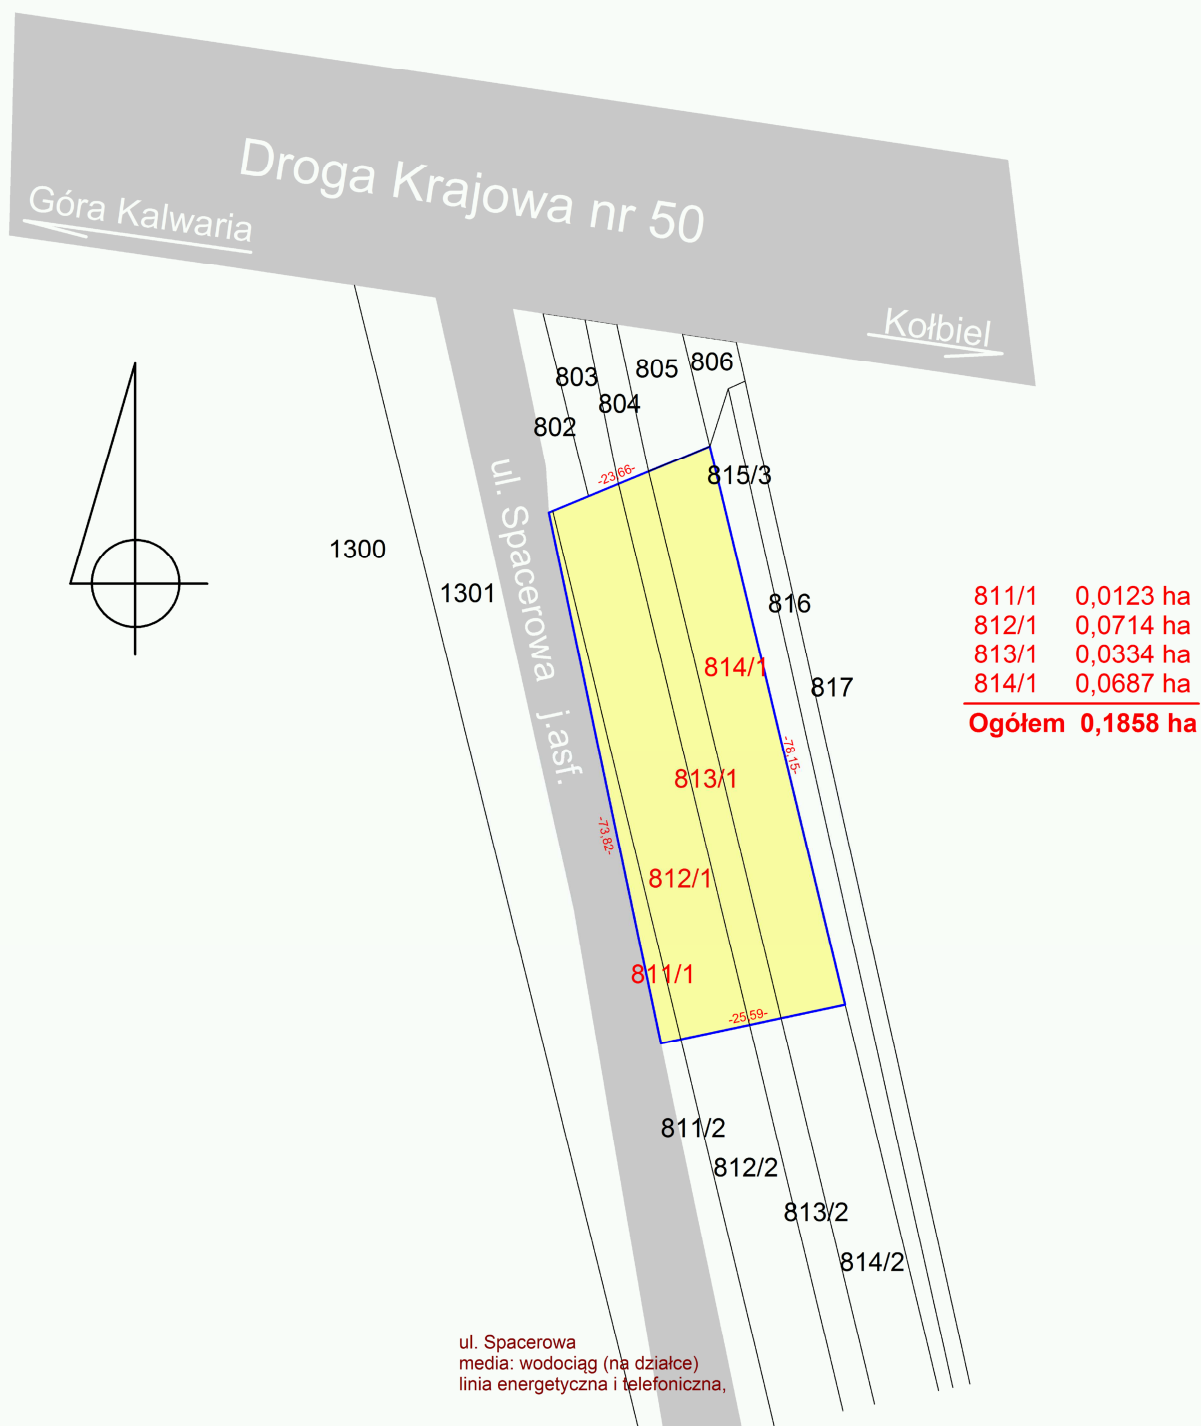 Droga Krajowa nr 50
Góra Kalwaria
Kołbiel
803
805
806
804
802
-23,66-
815/3
ul. Spacerowa j.asf.
1300
1301
816
814/1
817
-76,15-
813/1
-73,82-
812/1
811/1
-25,59-
811/2
812/2
813/2
814/2
811/1 0,0123 ha
812/1 0,0714 ha
813/1 0,0334 ha
814/1 0,0687 ha
Ogółem 0,1858 ha
ul. Spacerowa
media: wodociąg (na działce)
linia energetyczna i telefoniczna,